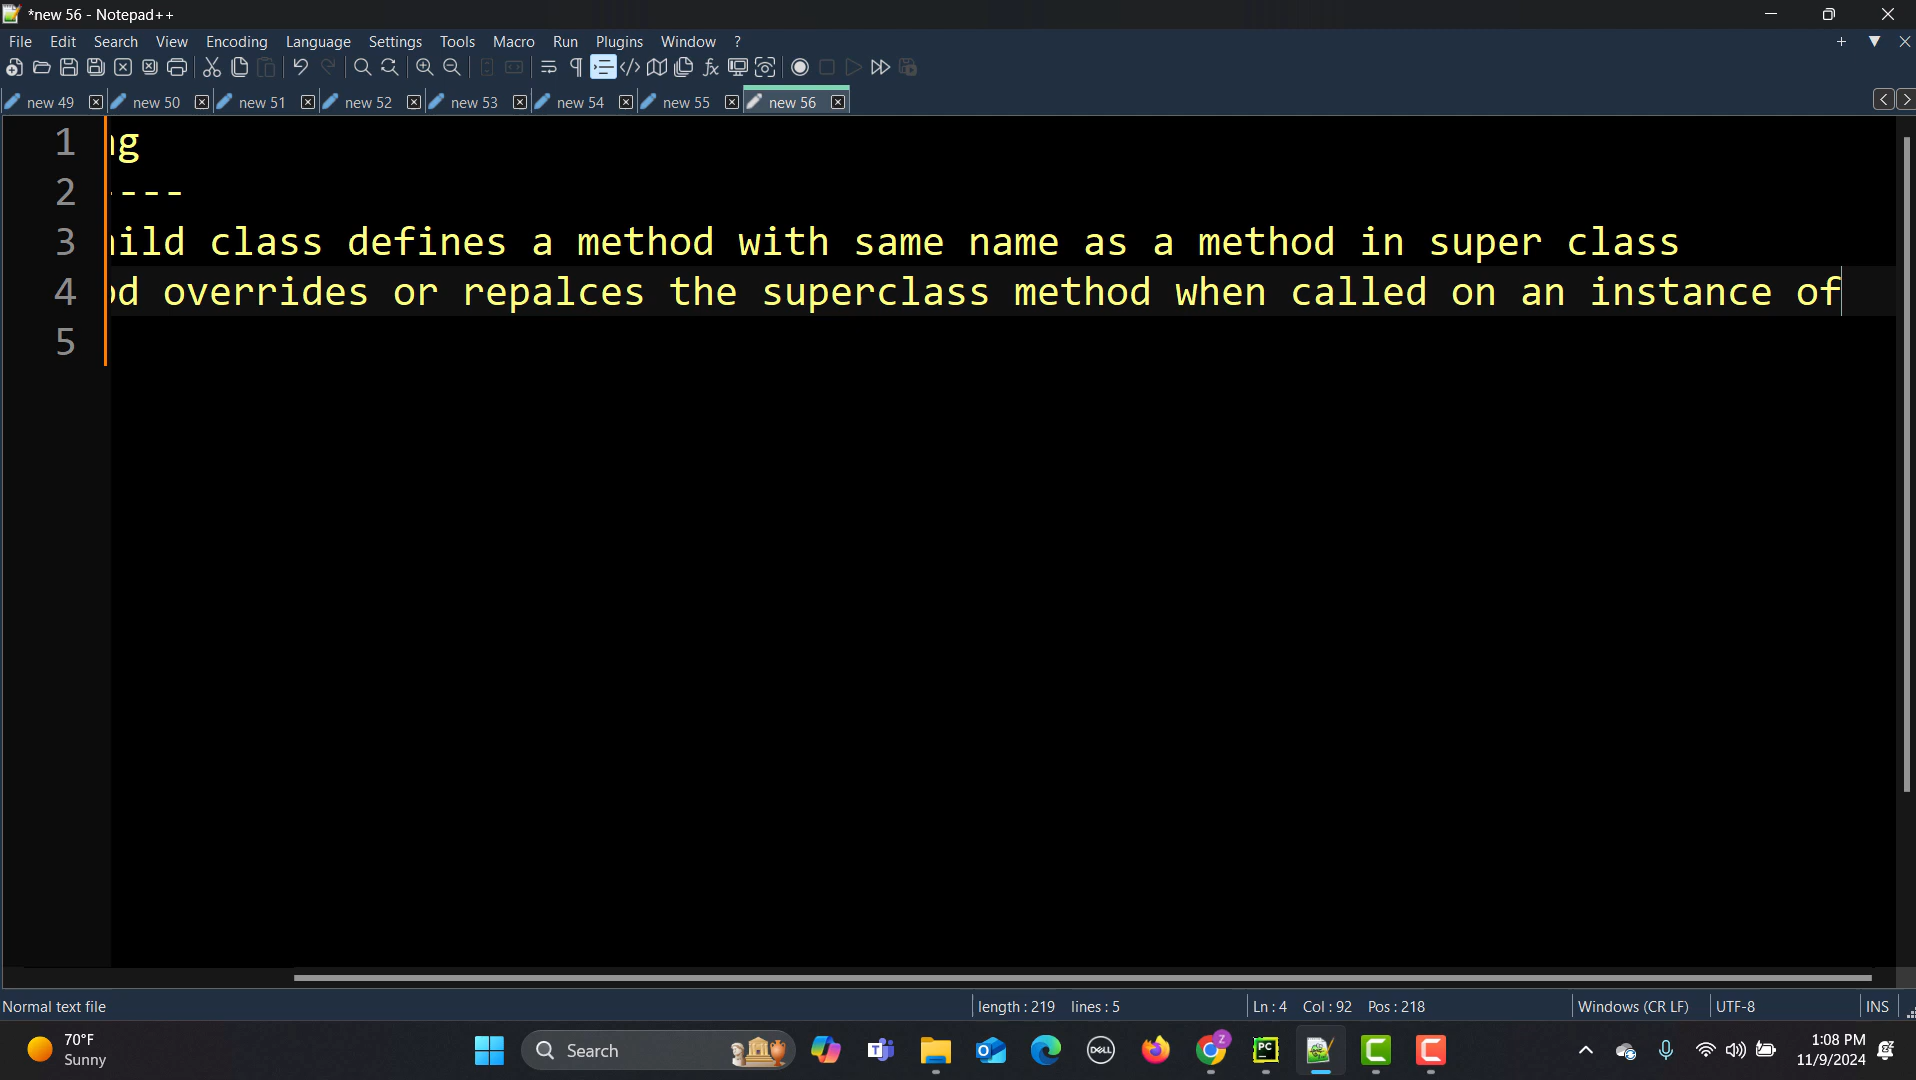 *new 56 - Notepad++
File Edit Search View Encoding Language Settings Tools Macro Run Plugins Window ?
new 49 new 50 new 51 new 52 new 53 new 54 new 55 new 56
1
2 ----
3 class defines a method with same name as a method in super class
4 overrides or repalces the superclass method when called on an instance of
5
Normal text file length : 219 lines : 5 Ln : 4 Col : 92 Pos : 218 Windows (CR LF) UTF-8 INS
70°F
Sunny
Search
DELL
PC
1:08 PM
11/9/2024